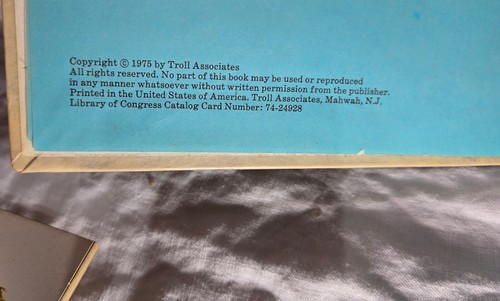 Copyright © 1975 by Troll Associates
All rights reserved. No part of this book may be used or reproduced
in any manner whatsoever without written permission from the publisher.
Printed in the United States of America. Troll Associates, Mahwah, N.J.
Library of Congress Catalog Card Number: 74-24928